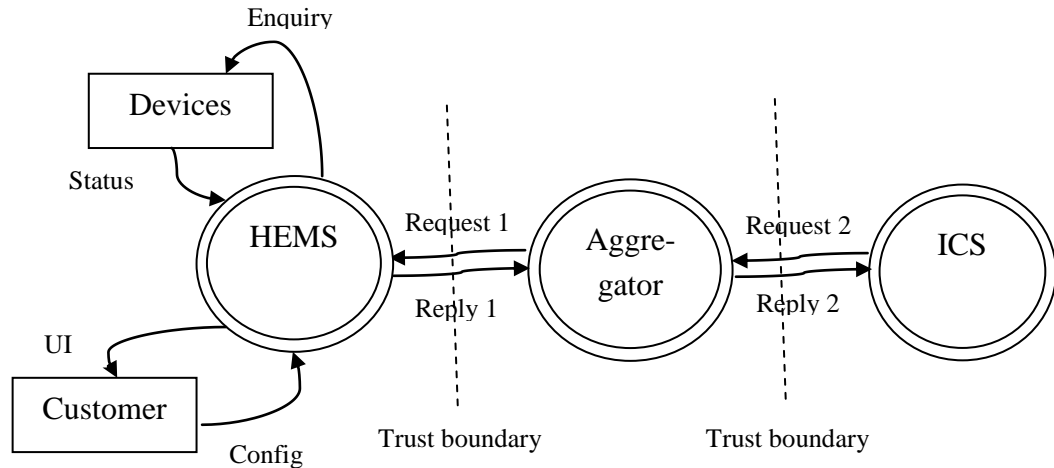 Enquiry
Devices
Status
HEMS
Request 1
Reply 1
Aggre-
gator
Request 2
Reply 2
ICS
UI
Customer
Config
Trust boundary
Trust boundary